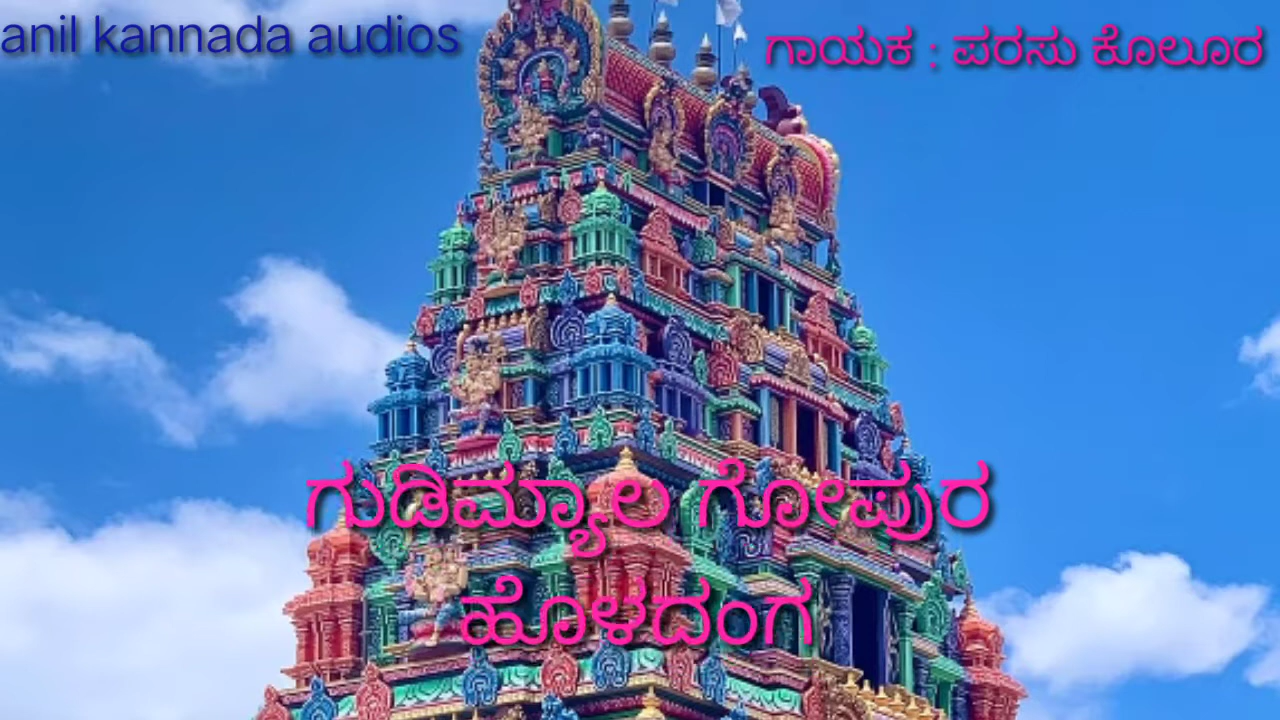 anil kannada audios
ಗಾಯಕ : ಪರಸು ಕೊಲೂರ
ಗುಡಿಮ್ಯಾಲ ಗೋಪುರ
ಹೊಳದಂಗ